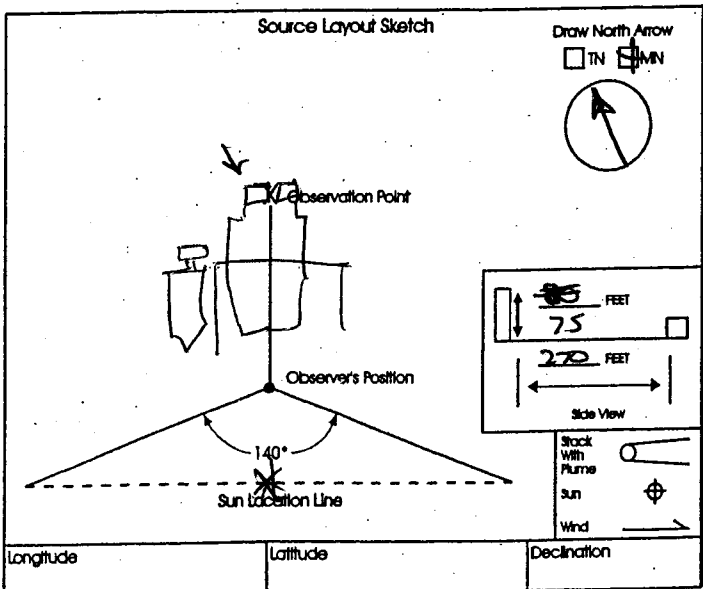 Source Layout Sketch
Draw North Arrow
TN MN
Observation Point
FEET
75
270 FEET
Side View
Observer's Position
140°
Sun Location Line
Stack
With
Plume
Sun
Wind
Longitude
Latitude
Declination